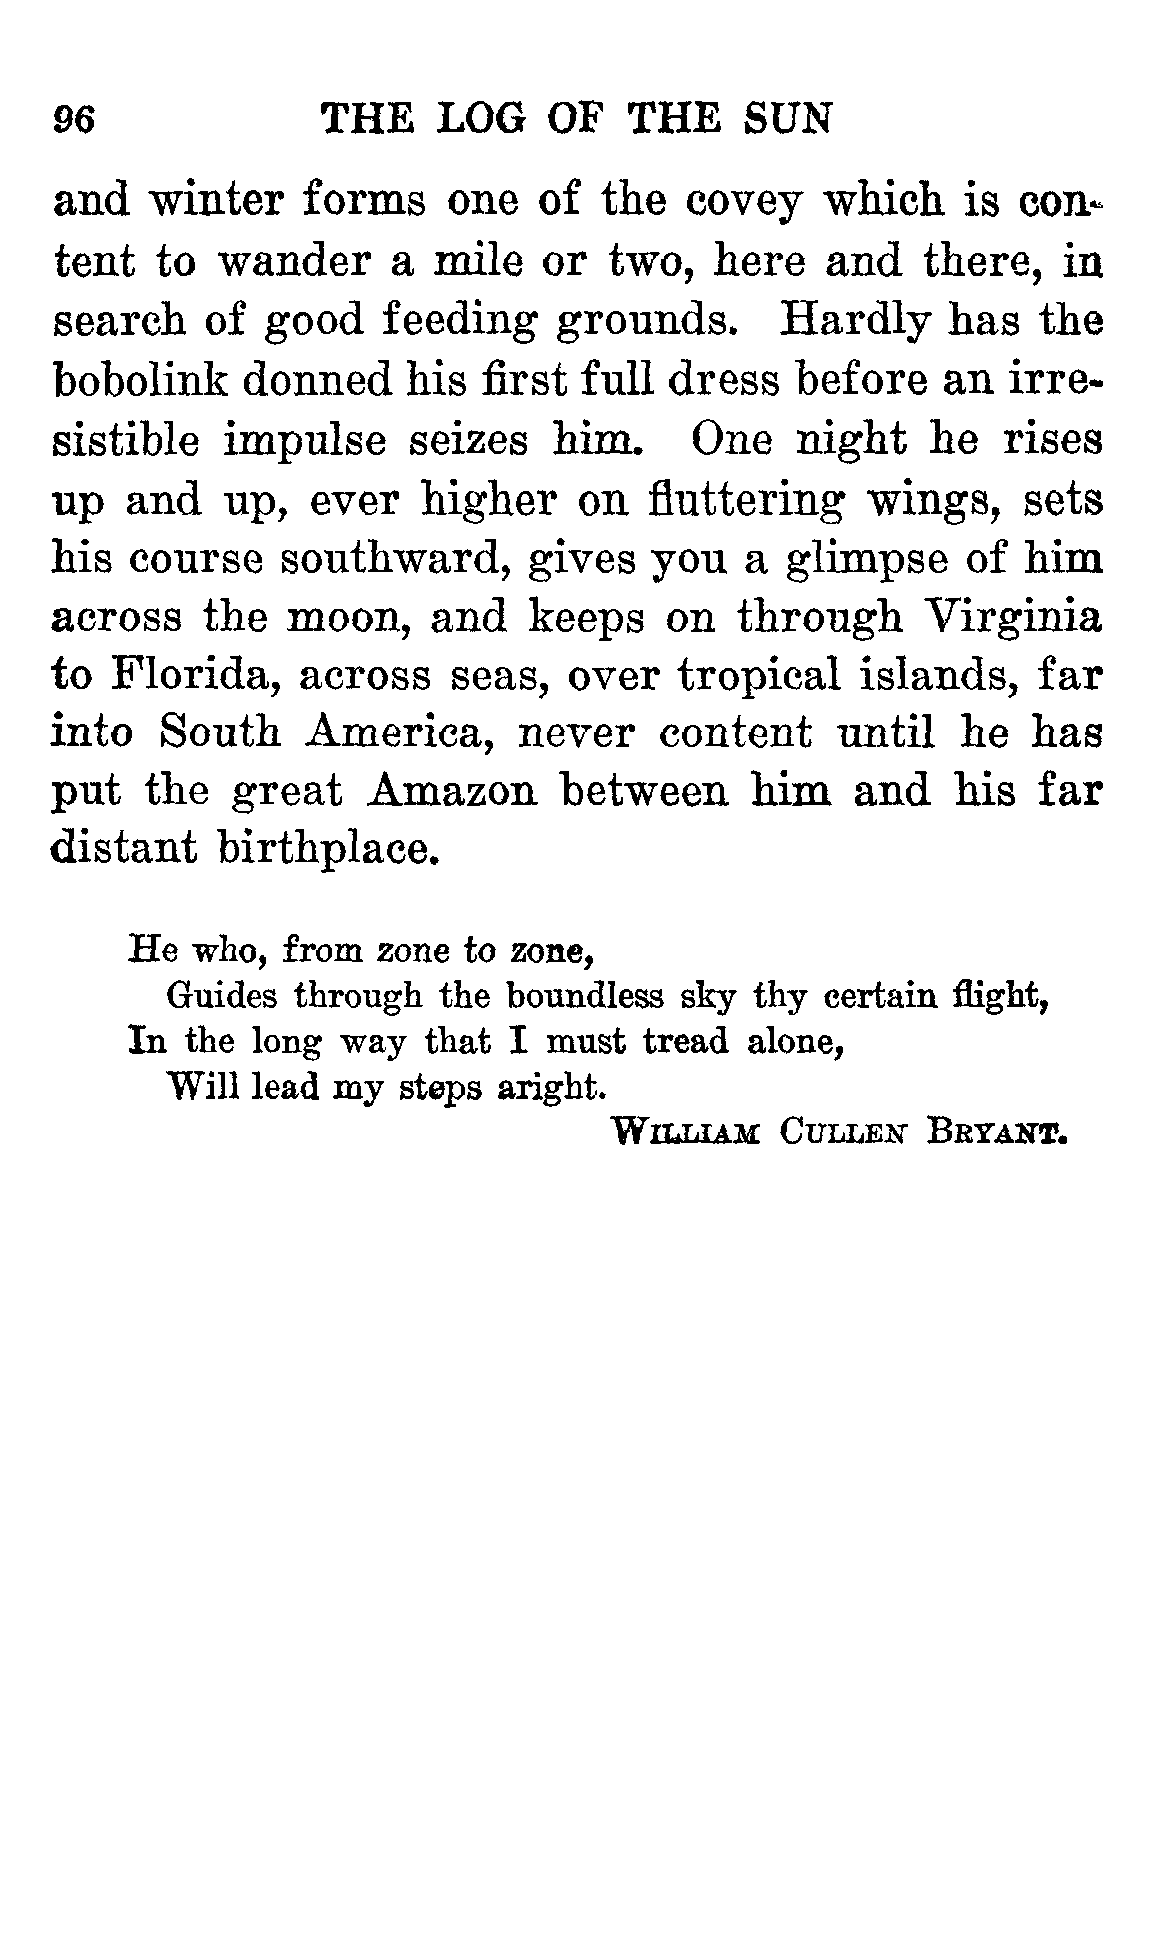 96 THE LOG OF THE SUN
and winter forms one of the covey which is con-
tent to wander a mile or two, here and there, in
search of good feeding grounds. Hardly has the
bobolink donned his first full dress before an irre-
sistible impulse seizes him. One night he rises
up and up, ever higher on fluttering wings, sets
his course southward, gives you a glimpse of him
across the moon, and keeps on through Virginia
to Florida, across seas, over tropical islands, far
into South America, never content until he has
put the great Amazon between him and his far
distant birthplace.
He who, from zone to zone,
Guides through the boundless sky thy certain flight,
In the long way that I must tread alone,
Will lead my steps aright.
WILLIAM CULLEN BRYANT.